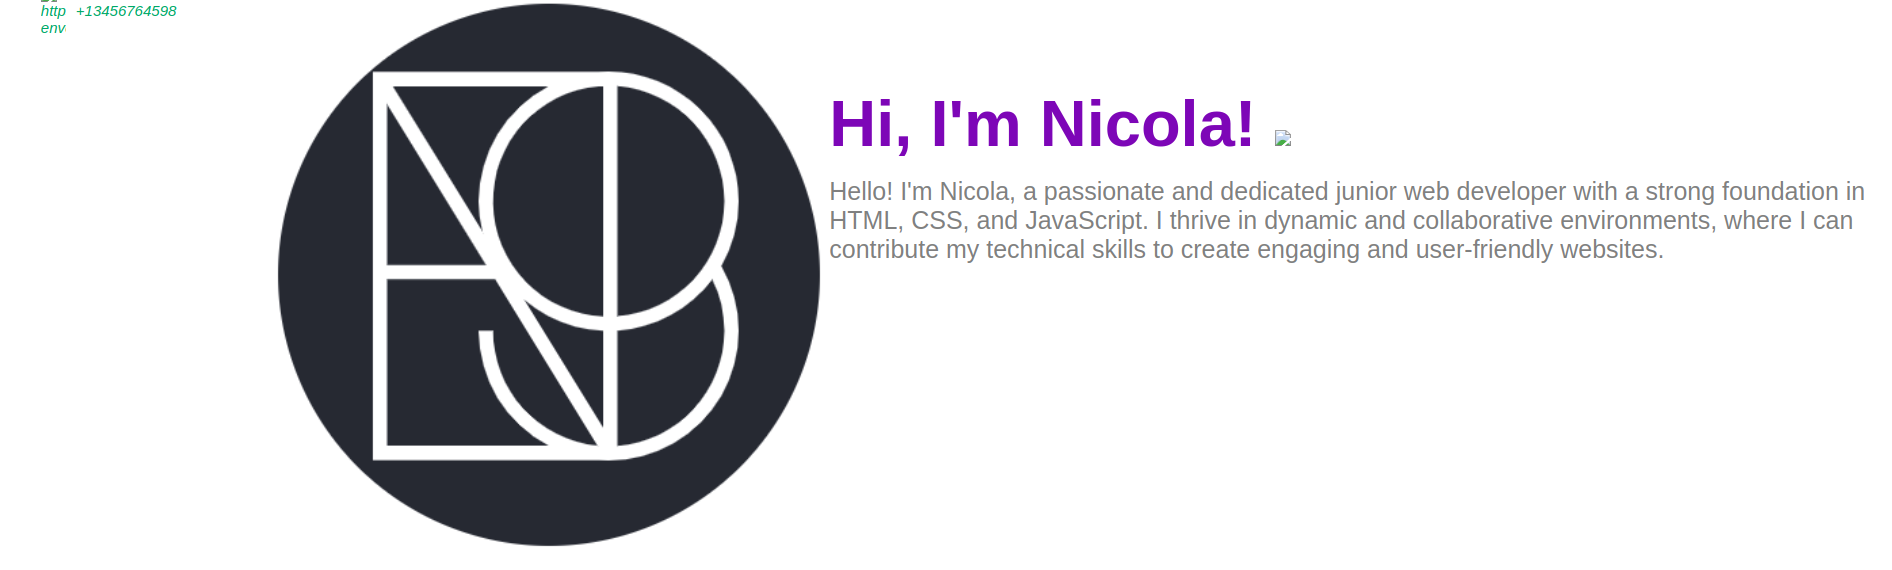 http +13456764598
env
Hi, I'm Nicola!
Hello! I'm Nicola, a passionate and dedicated junior web developer with a strong foundation in
HTML, CSS, and JavaScript. I thrive in dynamic and collaborative environments, where I can
contribute my technical skills to create engaging and user-friendly websites.